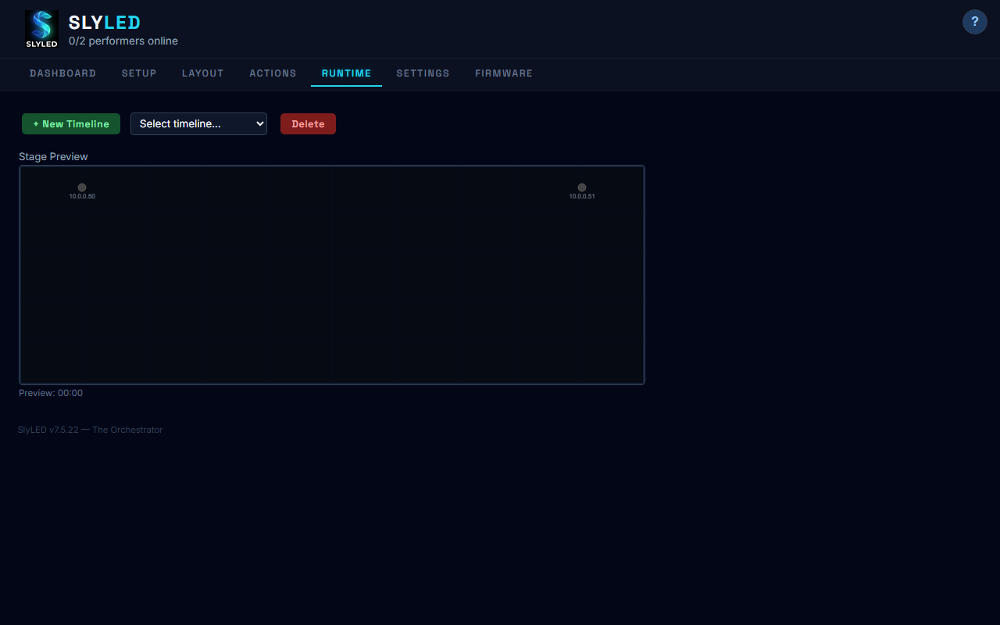 SLYLED
SLYLED
0/2 performers online
?
DASHBOARD
SETUP
LAYOUT
ACTIONS
RUNTIME
SETTINGS
FIRMWARE
+ New Timeline
Select timeline...
Delete
Stage Preview
10.0.0.50
10.0.0.51
Preview: 00:00
SlyLED v7.5.22 — The Orchestrator